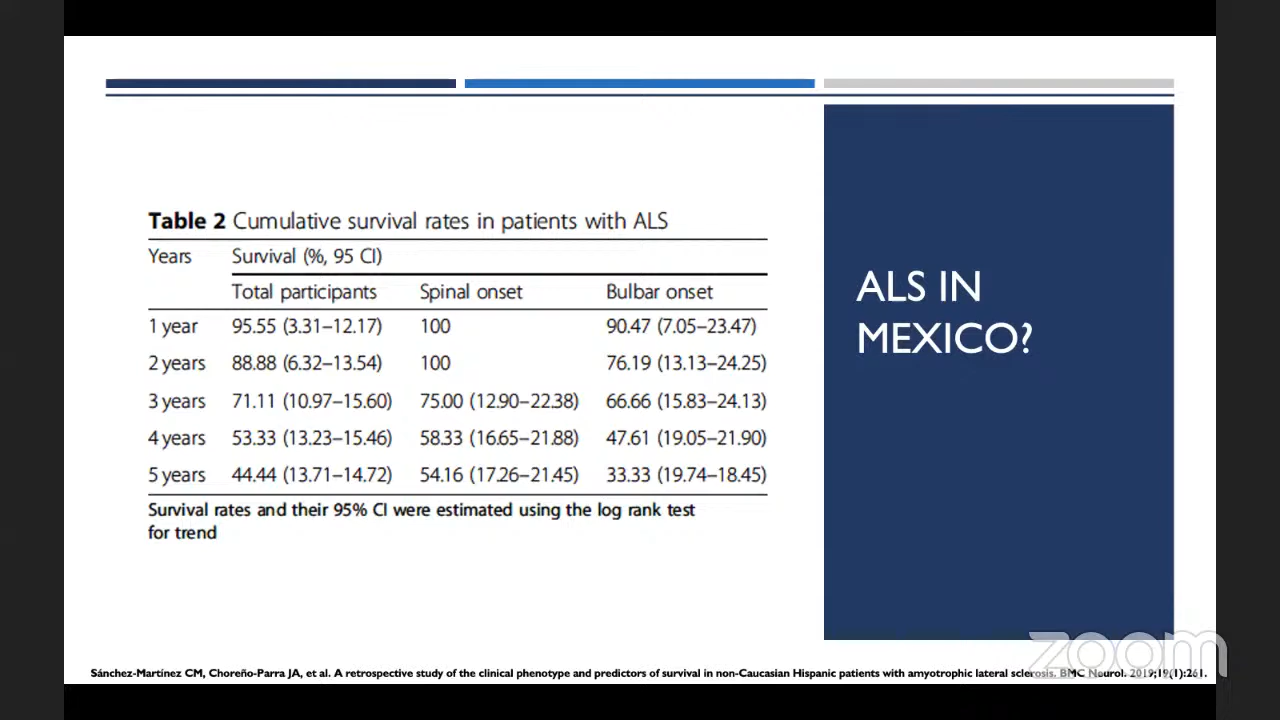 Table 2 Cumulative survival rates in patients with ALS
Years Survival (%, 95 CI)
Total participants Spinal onset Bulbar onset
1 year 95.55 (3.31–12.17) 100 90.47 (7.05–23.47)
2 years 88.88 (6.32–13.54) 100 76.19 (13.13–24.25)
3 years 71.11 (10.97–15.60) 75.00 (12.90–22.38) 66.66 (15.83–24.13)
4 years 53.33 (13.23–15.46) 58.33 (16.65–21.88) 47.61 (19.05–21.90)
5 years 44.44 (13.71–14.72) 54.16 (17.26–21.45) 33.33 (19.74–18.45)
Survival rates and their 95% CI were estimated using the log rank test
for trend
ALS IN
MEXICO?
zoom
Sánchez-Martínez CM, Choreño-Parra JA, et al. A retrospective study of the clinical phenotype and predictors of survival in non-Caucasian Hispanic patients with amyotrophic lateral sclerosis. BMC Neurol. 2019;19(1):261.